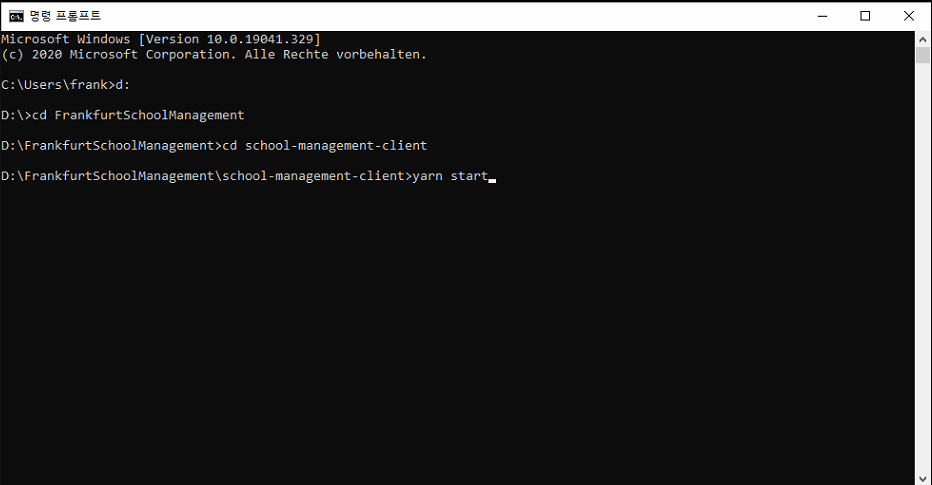 명령 프롬프트
Microsoft Windows [Version 10.0.19041.329]
(c) 2020 Microsoft Corporation. Alle Rechte vorbehalten.
C:\Users\frank>d:
D:\>cd FrankfurtSchoolManagement
D:\FrankfurtSchoolManagement>cd school-management-client
D:\FrankfurtSchoolManagement\school-management-client>yarn start